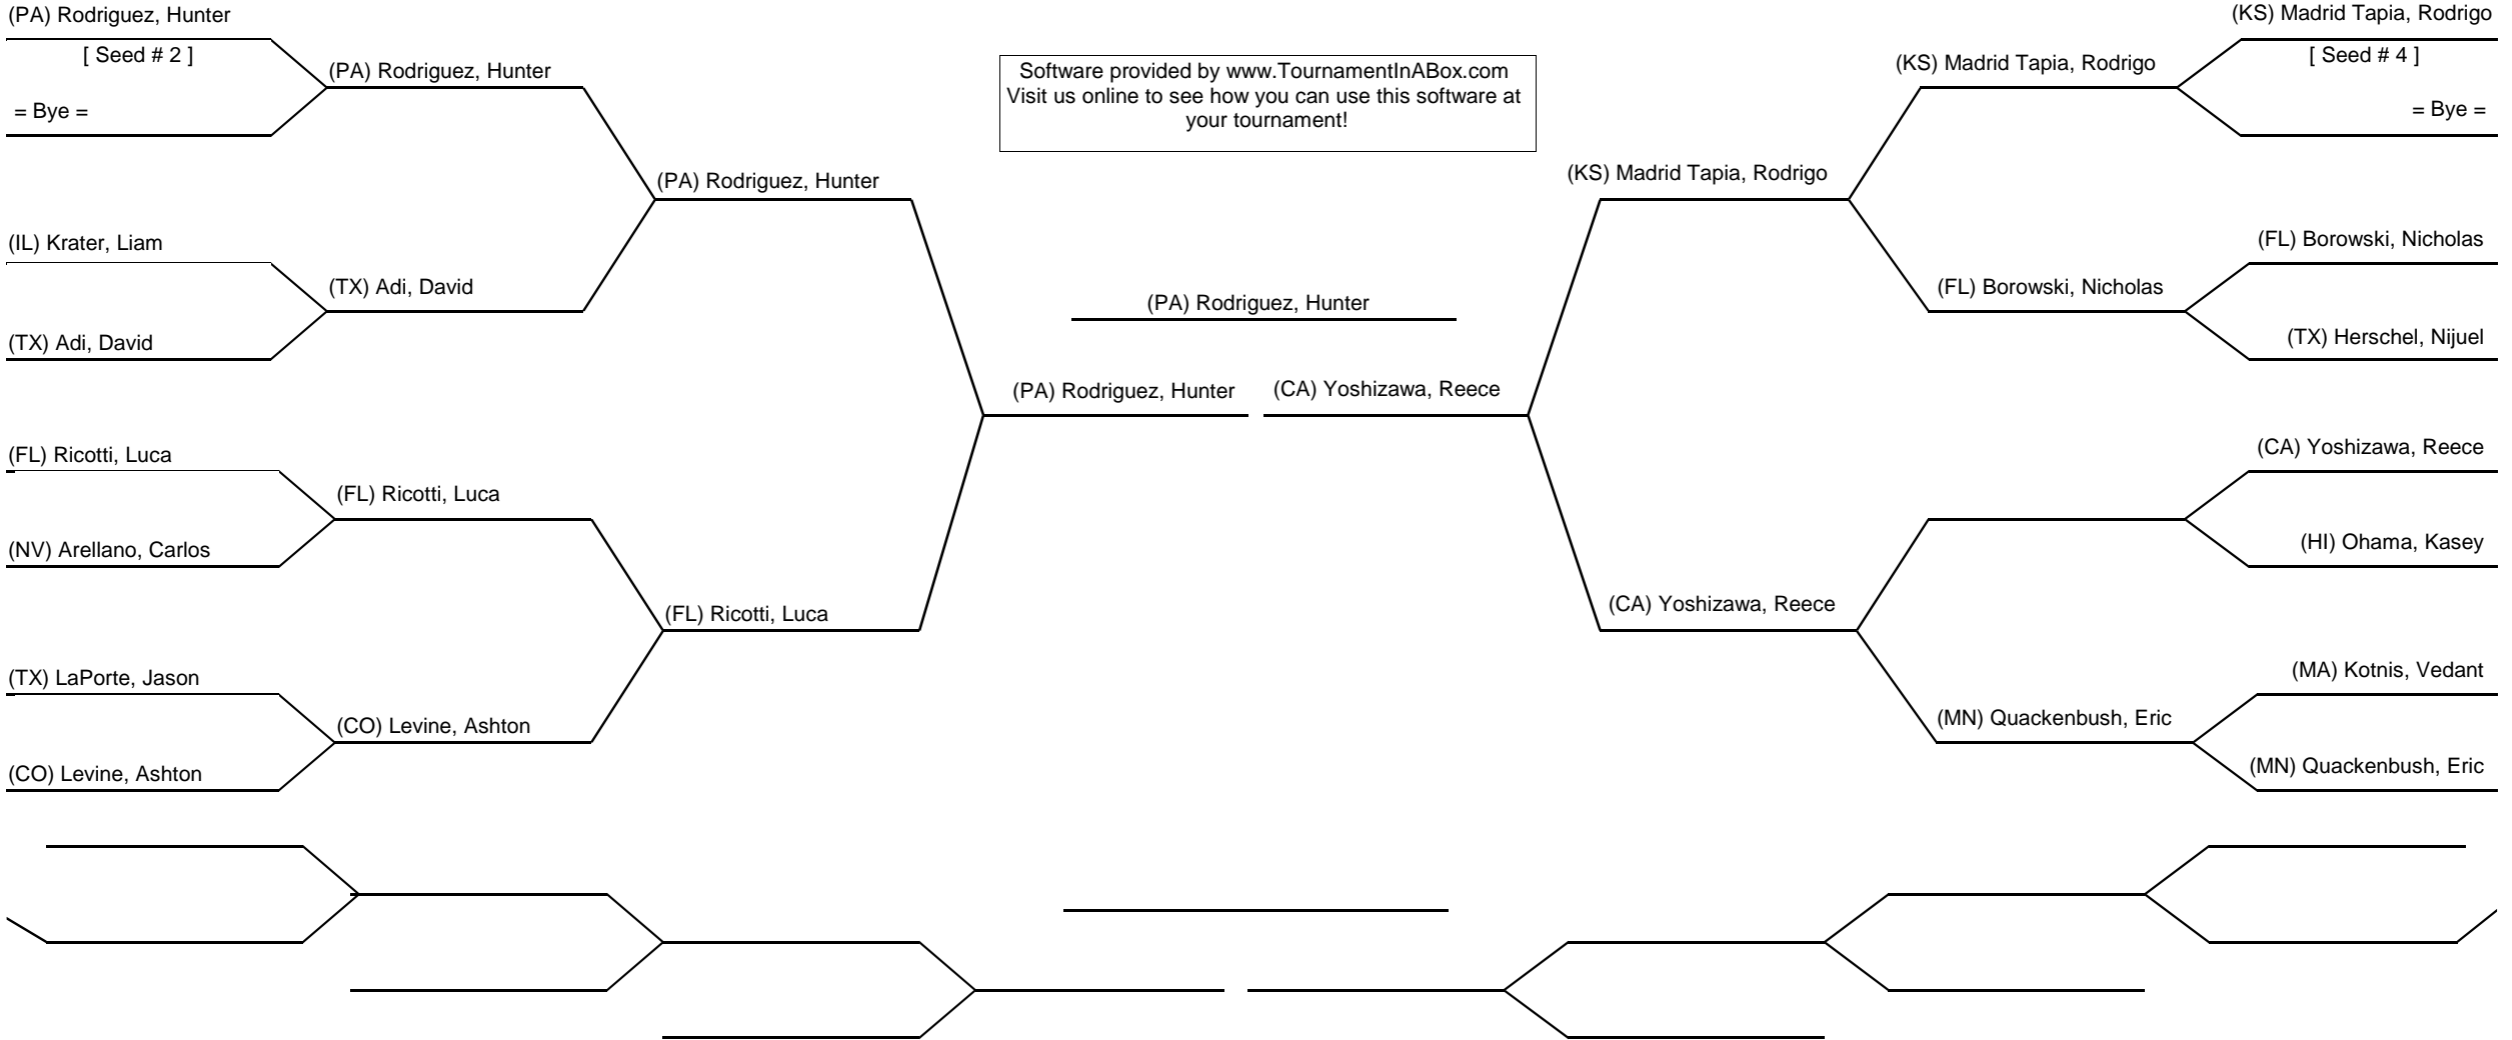 (PA) Rodriguez, Hunter
[ Seed # 2 ]
= Bye =
(IL) Krater, Liam
(TX) Adi, David
(FL) Ricotti, Luca
(NV) Arellano, Carlos
(TX) LaPorte, Jason
(CO) Levine, Ashton
(PA) Rodriguez, Hunter
(TX) Adi, David
(FL) Ricotti, Luca
(CO) Levine, Ashton
(PA) Rodriguez, Hunter
(FL) Ricotti, Luca
Software provided by www.TournamentInABox.com
Visit us online to see how you can use this software at
your tournament!
(PA) Rodriguez, Hunter
(PA) Rodriguez, Hunter
(CA) Yoshizawa, Reece
(KS) Madrid Tapia, Rodrigo
(CA) Yoshizawa, Reece
(KS) Madrid Tapia, Rodrigo
(FL) Borowski, Nicholas
(MN) Quackenbush, Eric
(KS) Madrid Tapia, Rodrigo
[ Seed # 4 ]
= Bye =
(FL) Borowski, Nicholas
(TX) Herschel, Nijuel
(CA) Yoshizawa, Reece
(HI) Ohama, Kasey
(MA) Kotnis, Vedant
(MN) Quackenbush, Eric